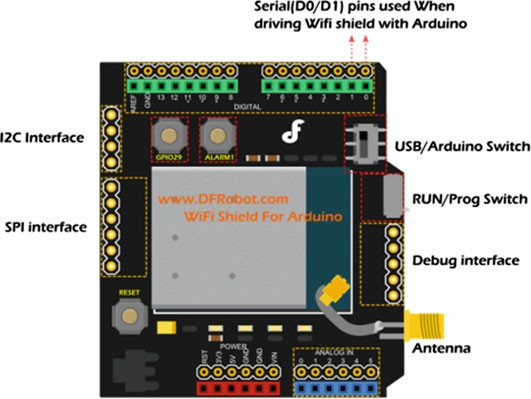 Serial(D0/D1) pins used When
driving Wifi shield with Arduino
AREF GND 13 12 11 10 9 8 7 6 5 4 3 2 1 0
DIGITAL
I2C Interface
GPIO29 ALARM1
USB/Arduino Switch
www.DFRobot.com
WiFi Shield For Arduino
RUN/Prog Switch
SPI interface
Debug interface
RESET
Antenna
POWER
ANALOG IN
RST 3V3 5V GND GND VIN 0 1 2 3 4 5